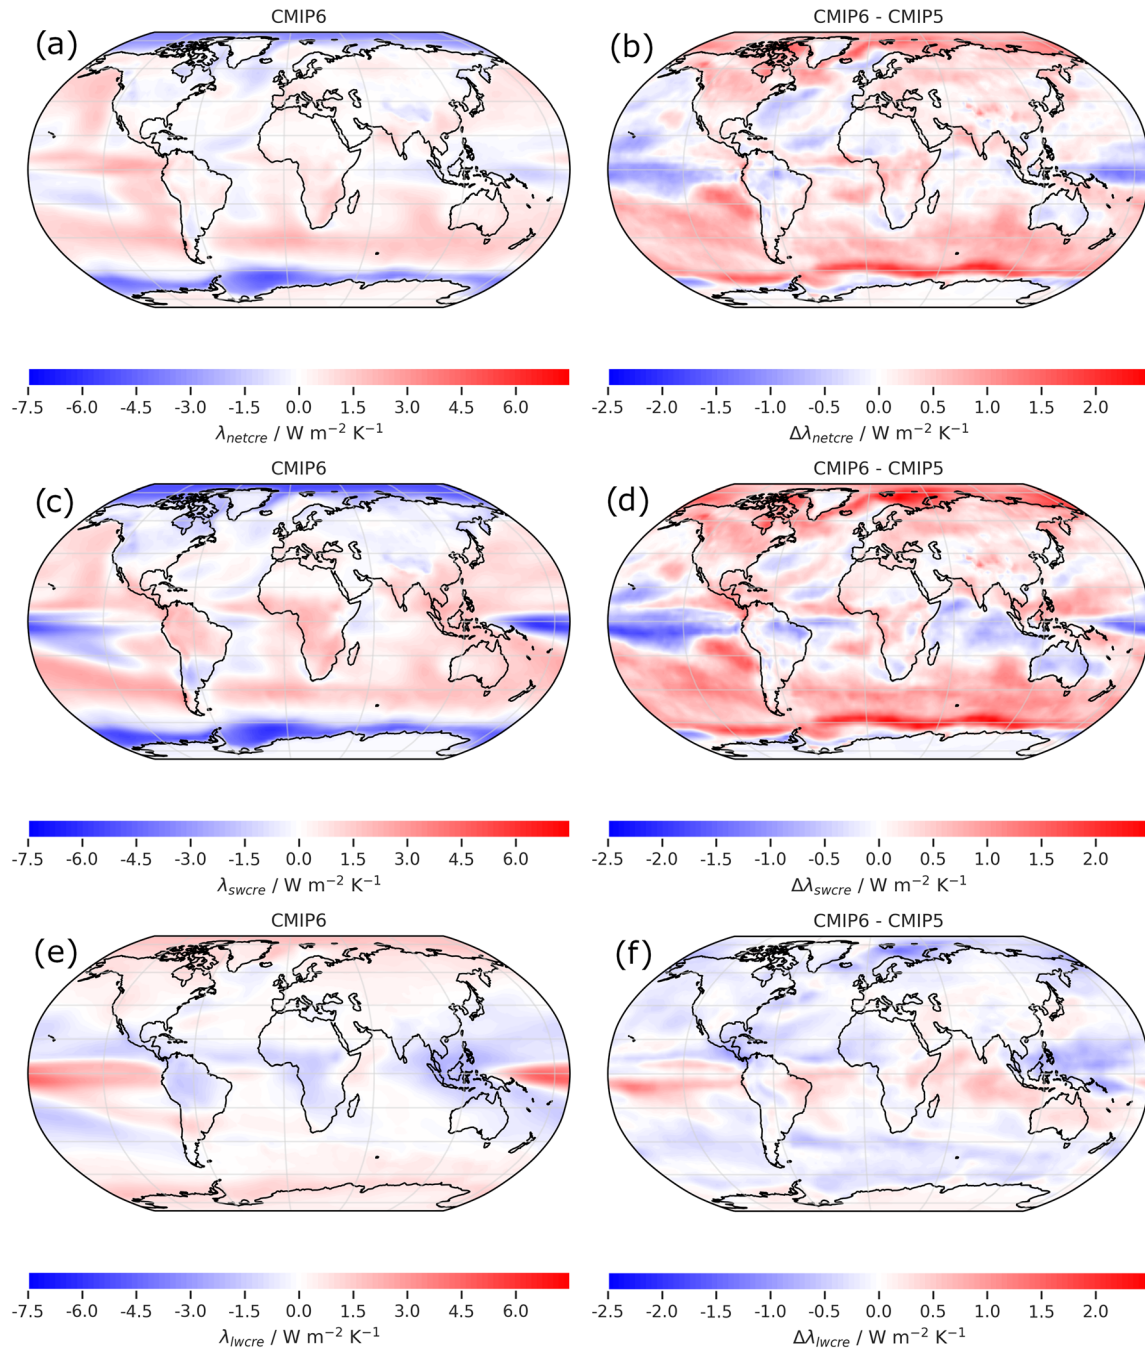 CMIP6
CMIP6 - CMIP5
(a)
(b)
-7.5 -6.0 -4.5 -3.0 -1.5 0.0 1.5 3.0 4.5 6.0
-2.5 -2.0 -1.5 -1.0 -0.5 0.0 0.5 1.0 1.5 2.0
λnetcre / W m−2 K−1
Δλnetcre / W m−2 K−1
CMIP6
CMIP6 - CMIP5
(c)
(d)
-7.5 -6.0 -4.5 -3.0 -1.5 0.0 1.5 3.0 4.5 6.0
-2.5 -2.0 -1.5 -1.0 -0.5 0.0 0.5 1.0 1.5 2.0
λswcre / W m−2 K−1
Δλswcre / W m−2 K−1
CMIP6
CMIP6 - CMIP5
(e)
(f)
-7.5 -6.0 -4.5 -3.0 -1.5 0.0 1.5 3.0 4.5 6.0
-2.5 -2.0 -1.5 -1.0 -0.5 0.0 0.5 1.0 1.5 2.0
λlwcre / W m−2 K−1
Δλlwcre / W m−2 K−1